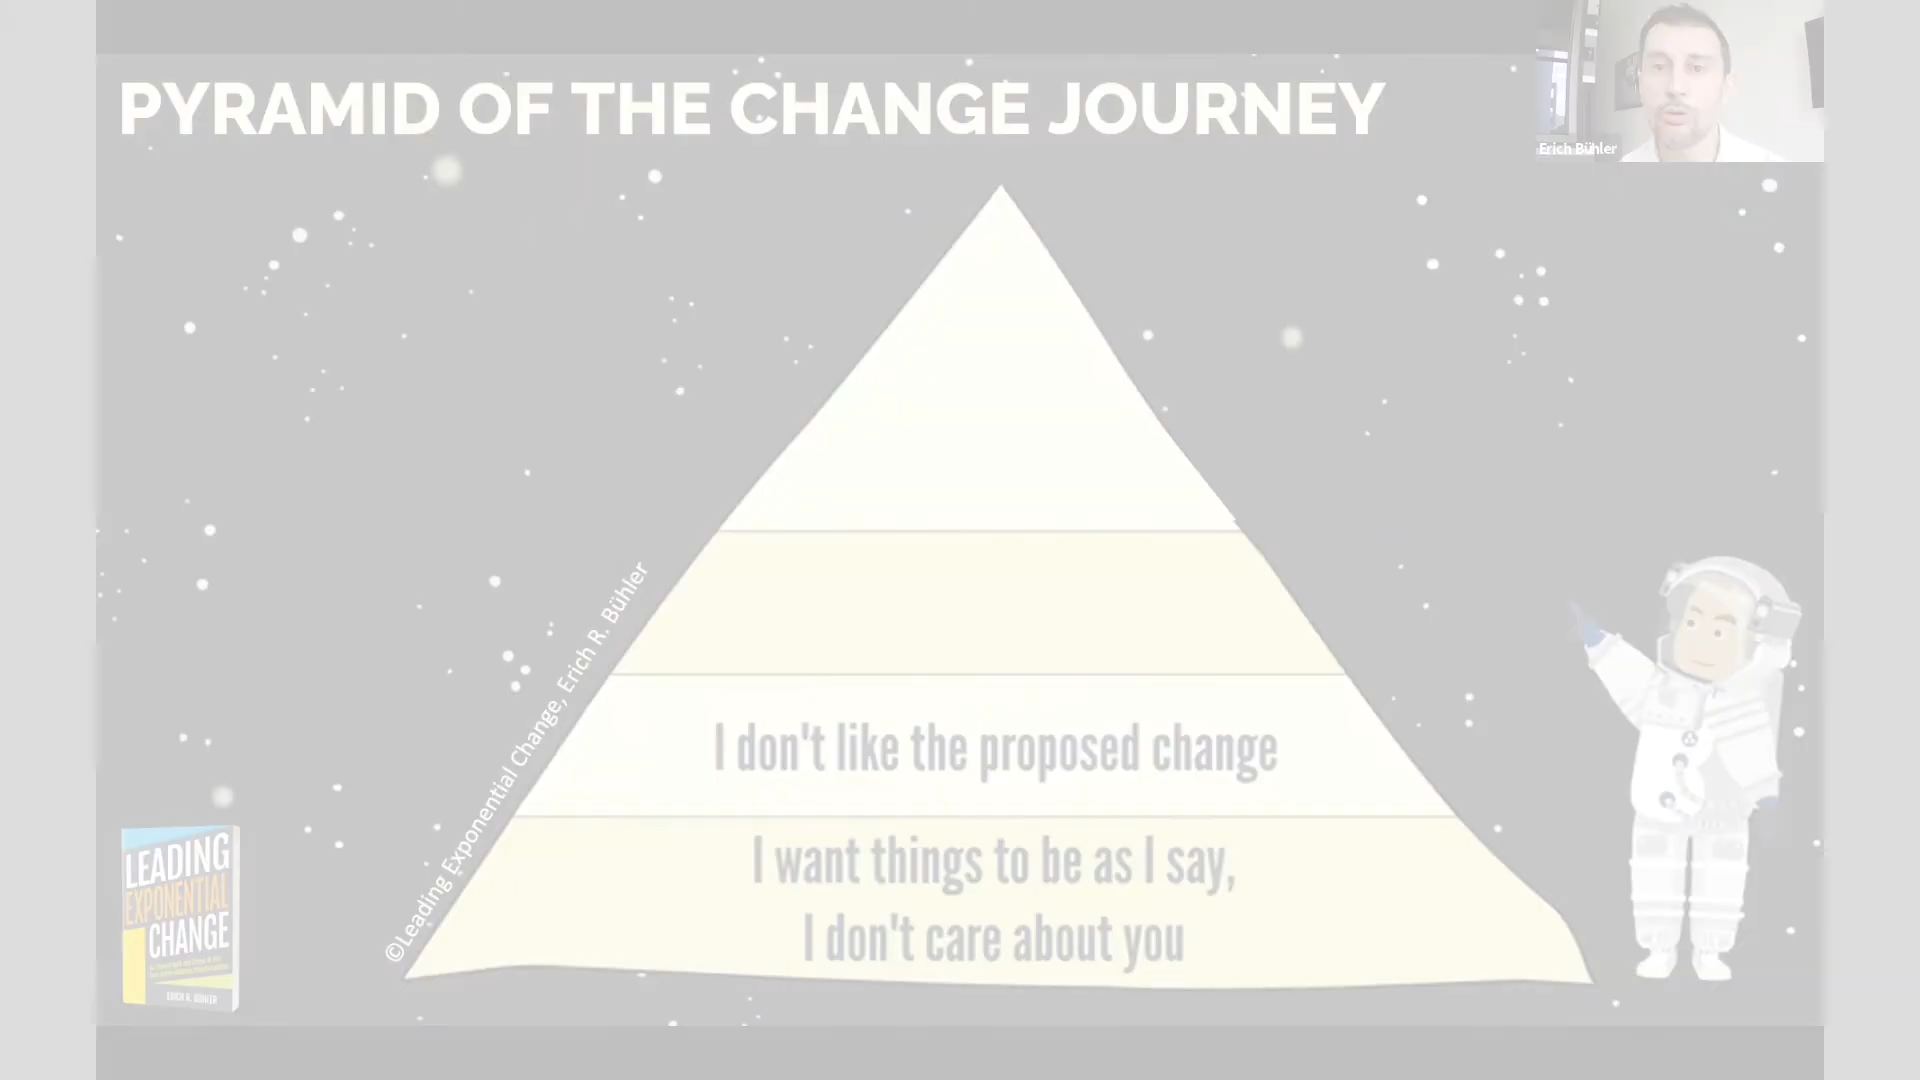 PYRAMID OF THE CHANGE JOURNEY
Erich Bühler
I don't like the proposed change
I want things to be as I say,
I don't care about you
©Leading Exponential Change, Erich R. Bühler
LEADING
EXPONENTIAL
CHANGE
ERICH R. BÜHLER